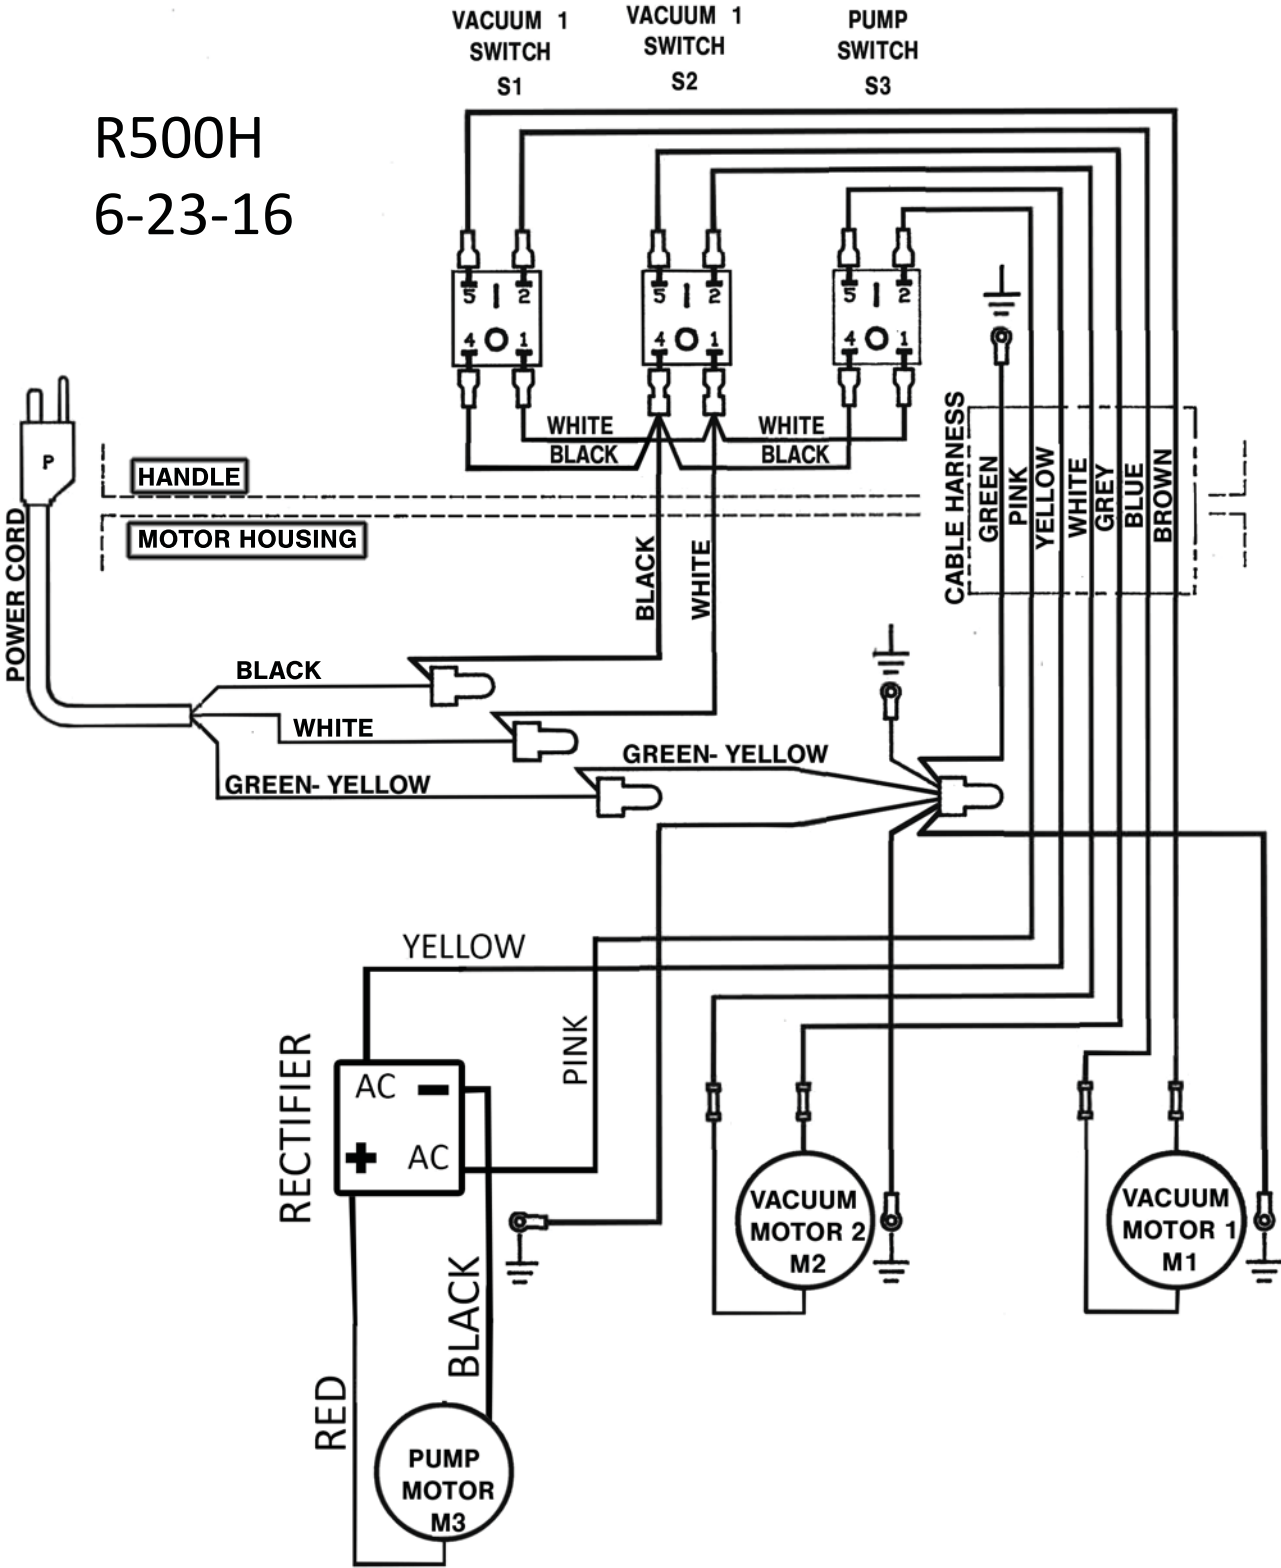 VACUUM 1
SWITCH
S1
VACUUM 1
SWITCH
S2
PUMP
SWITCH
S3
R500H
6-23-16
5 2
4 1
5 2
4 1
5 2
4 1
WHITE
BLACK
WHITE
BLACK
P
HANDLE
MOTOR HOUSING
POWER CORD
CABLE HARNESS
GREEN
PINK
YELLOW
WHITE
GREY
BLUE
BROWN
BLACK
WHITE
BLACK
WHITE
GREEN- YELLOW
GREEN- YELLOW
YELLOW
PINK
RECTIFIER
AC −
+ AC
BLACK
RED
VACUUM
MOTOR 2
M2
VACUUM
MOTOR 1
M1
PUMP
MOTOR
M3